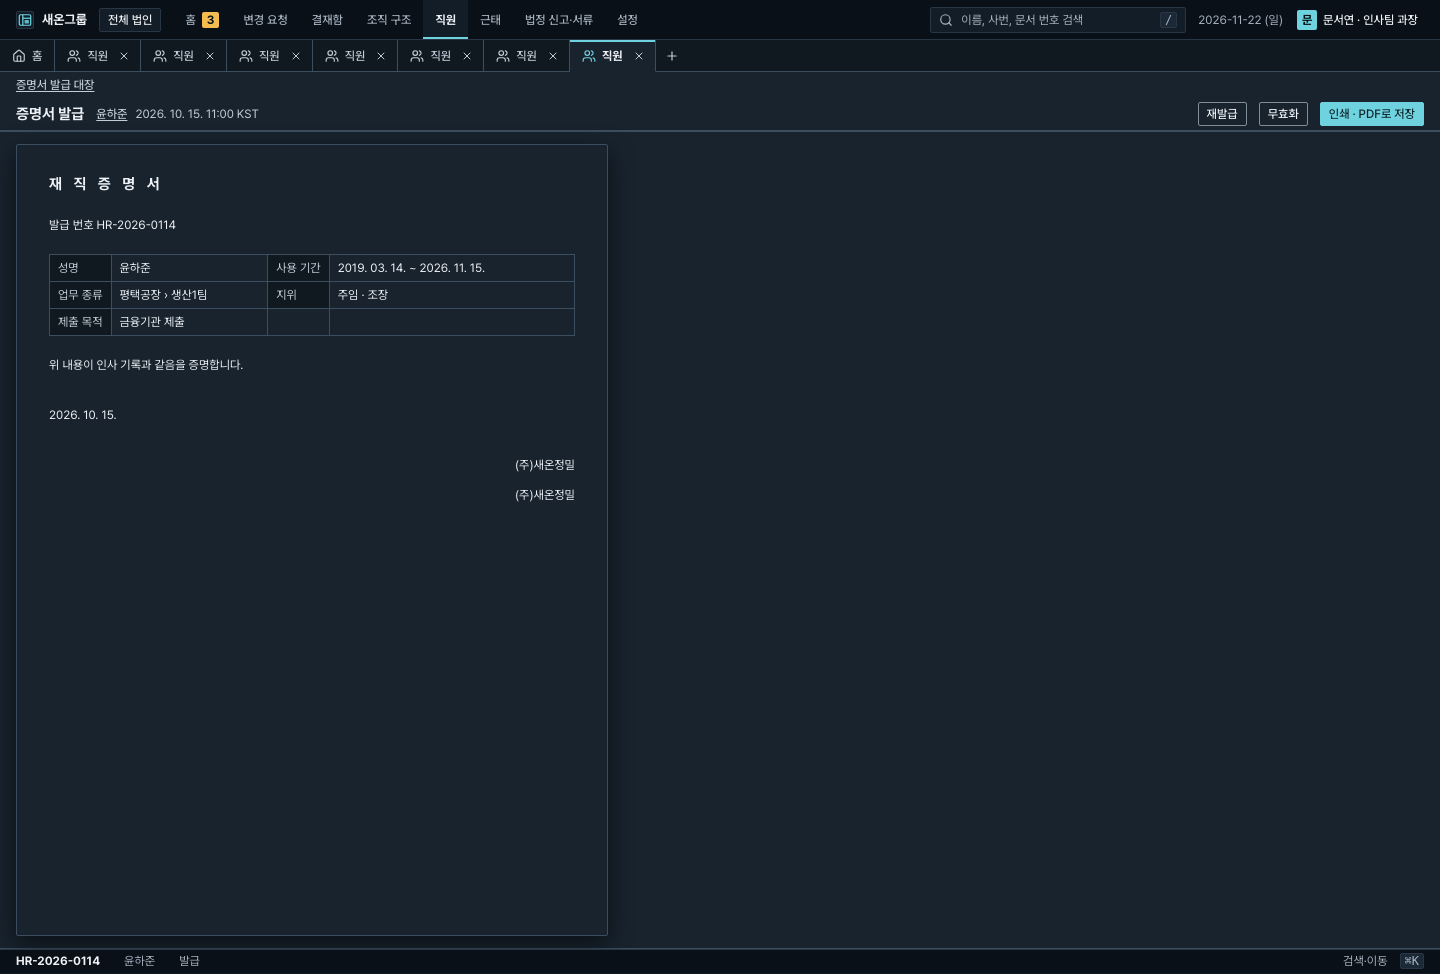 새온그룹 전체 법인 홈 3 변경 요청 결재함 조직 구조 직원 근태 법정 신고·서류 설정 이름, 사번, 문서 번호 검색 / 2026-11-22 (일) 문 문서연 · 인사팀 과장
홈 직원 직원 직원 직원 직원 직원 직원
증명서 발급 대장
증명서 발급 윤하준 2026. 10. 15. 11:00 KST 재발급 무효화 인쇄 · PDF로 저장
재 직 증 명 서
발급 번호 HR-2026-0114
성명 윤하준 사용 기간 2019. 03. 14. ~ 2026. 11. 15.
업무 종류 평택공장 › 생산1팀 지위 주임 · 조장
제출 목적 금융기관 제출
위 내용이 인사 기록과 같음을 증명합니다.
2026. 10. 15.
(주)새온정밀
(주)새온정밀
HR-2026-0114 윤하준 발급 검색·이동 ⌘K